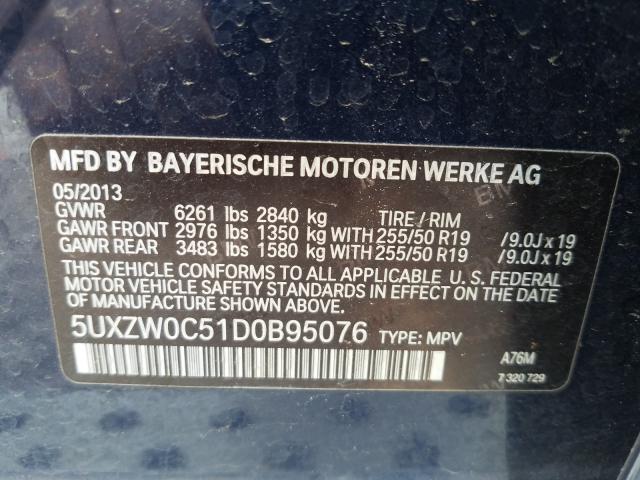 MFD BY BAYERISCHE MOTOREN WERKE AG
05/2013
GVWR 6261 lbs 2840 kg TIRE / RIM
GAWR FRONT 2976 lbs 1350 kg WITH 255/50 R19 /9.0J x 19
GAWR REAR 3483 lbs 1580 kg WITH 255/50 R19 /9.0J x 19
THIS VEHICLE CONFORMS TO ALL APPLICABLE U. S. FEDERAL
MOTOR VEHICLE SAFETY STANDARDS IN EFFECT ON THE DATE
OF MANUFACTURE SHOWN ABOVE.
5UXZW0C51D0B95076 TYPE: MPV
A76M
7 320 729